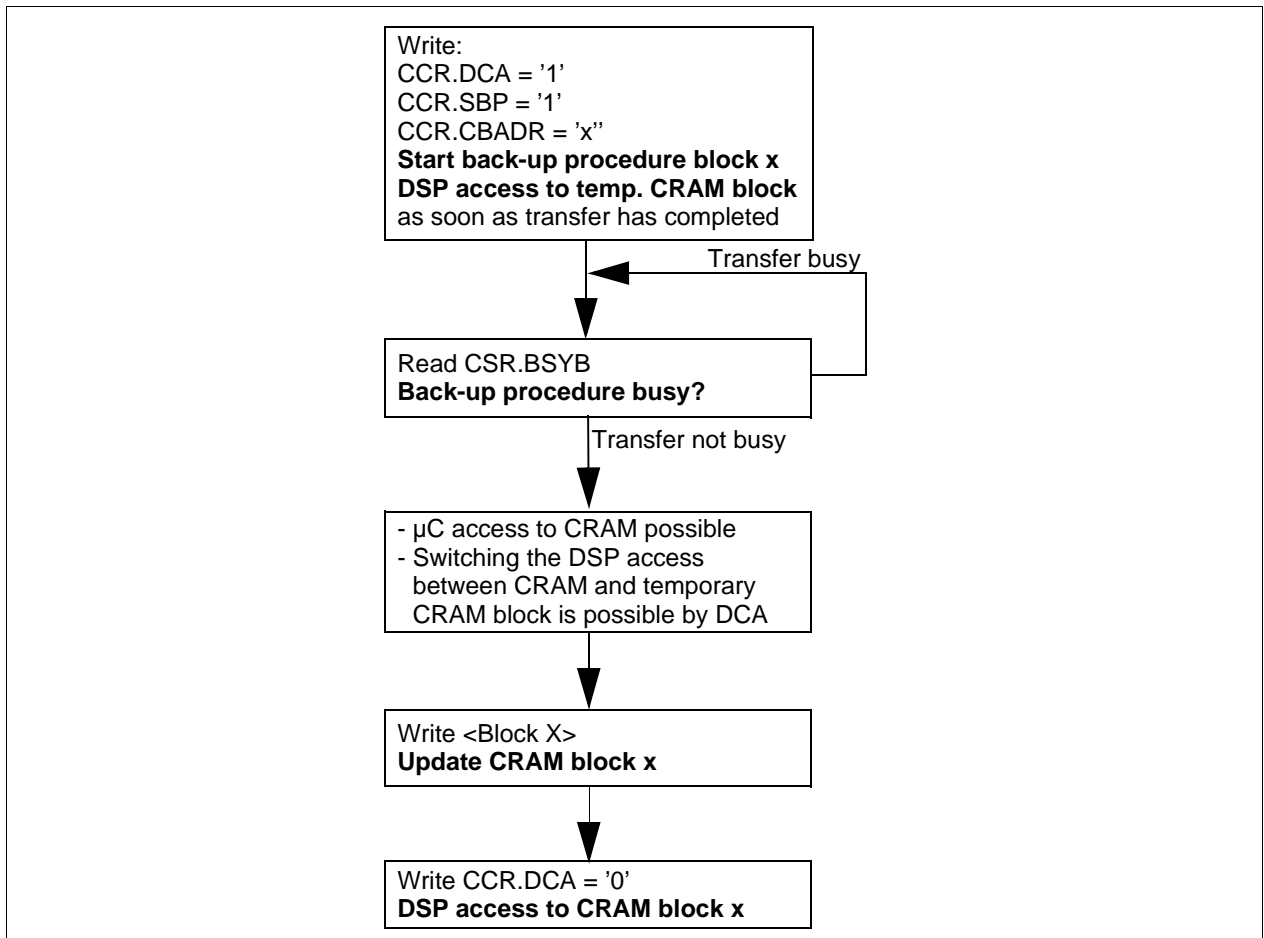 Write:
CCR.DCA = ’1’
CCR.SBP = ’1’
CCR.CBADR = ’x’’
Start back-up procedure block x
DSP access to temp. CRAM block
as soon as transfer has completed
Transfer busy
Read CSR.BSYB
Back-up procedure busy?
Transfer not busy
- µC access to CRAM possible
- Switching the DSP access
between CRAM and temporary
CRAM block is possible by DCA
Write <Block X>
Update CRAM block x
Write CCR.DCA = ’0’
DSP access to CRAM block x